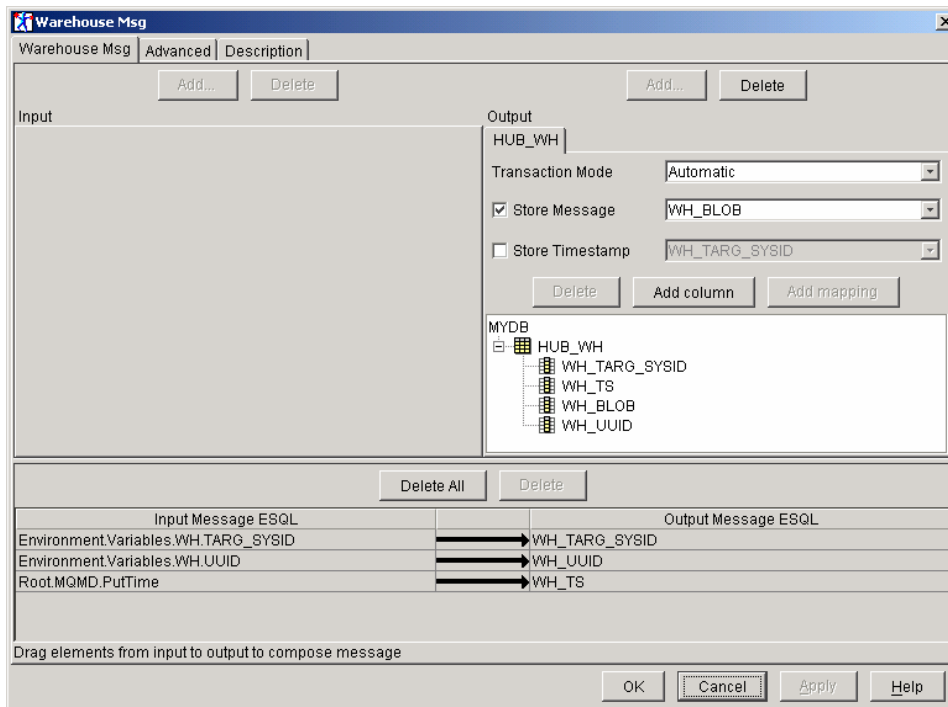 Warehouse Msg
Warehouse Msg Advanced Description
Add... Delete Add... Delete
Input Output
HUB_WH
Transaction Mode Automatic
Store Message WH_BLOB
Store Timestamp WH_TARG_SYSID
Delete Add column Add mapping
MYDB
HUB_WH
WH_TARG_SYSID
WH_TS
WH_BLOB
WH_UUID
Delete All Delete
Input Message ESQL Output Message ESQL
Environment.Variables.WH.TARG_SYSID WH_TARG_SYSID
Environment.Variables.WH.UUID WH_UUID
Root.MQMD.PutTime WH_TS
Drag elements from input to output to compose message
OK Cancel Apply Help